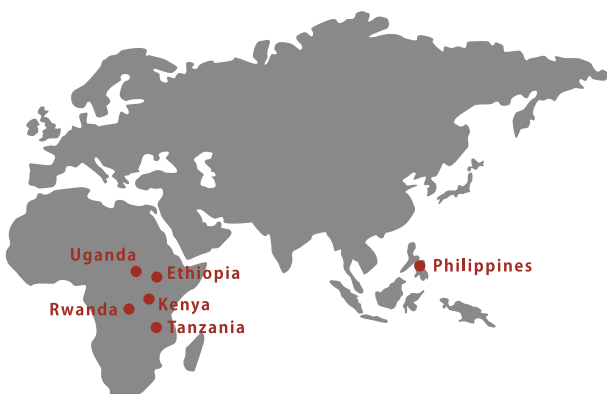 Uganda
Ethiopia
Philippines
Rwanda
Kenya
Tanzania